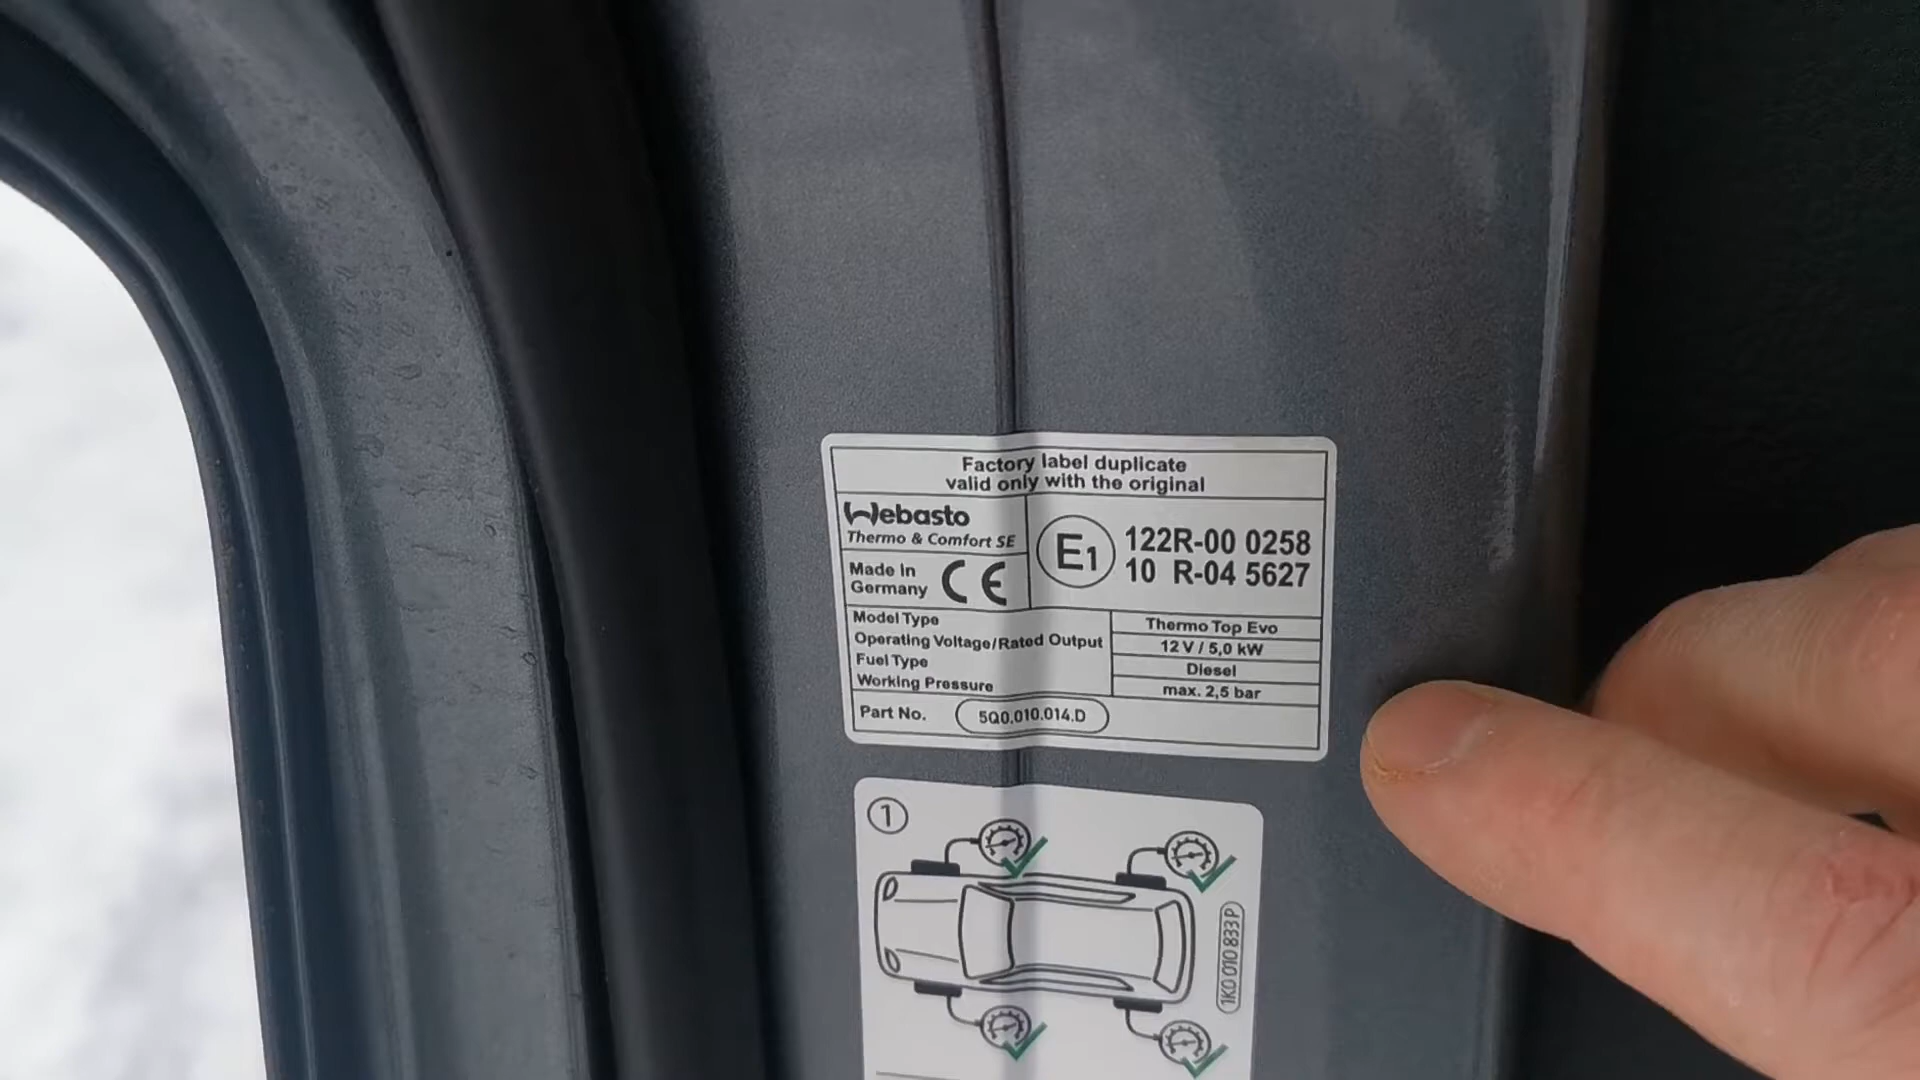 Factory label duplicate
valid only with the original
Webasto
Thermo & Comfort SE
Made in
Germany
CE
E1
122R-00 0258
10 R-04 5627
Model Type
Thermo Top Evo
Operating Voltage/Rated Output
12 V / 5,0 kW
Fuel Type
Diesel
Working Pressure
max. 2,5 bar
Part No.
5Q0.010.014.D
1
1K0 010 833 P